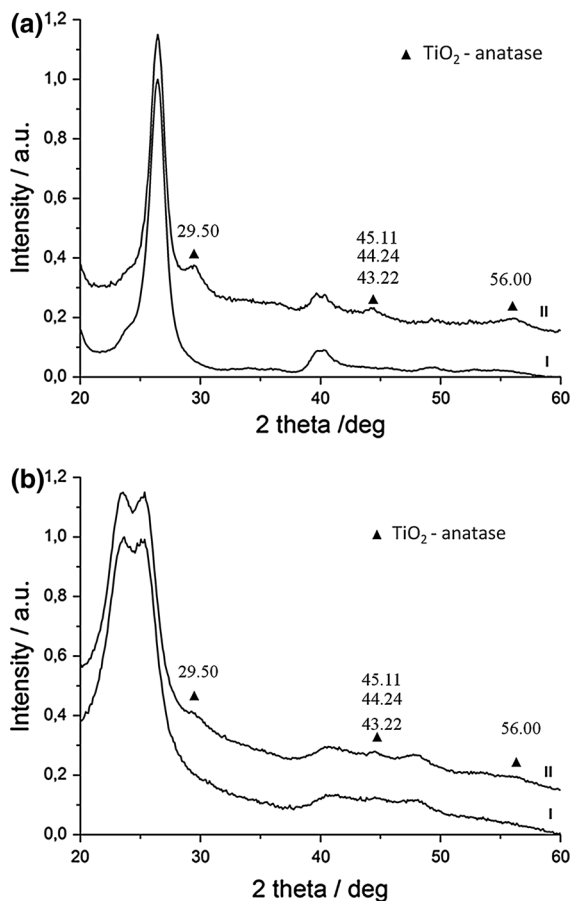 (a)
1,2
1,0
0,8
0,6
0,4
0,2
0,0
Intensity / a.u.
▲ TiO₂ - anatase
29.50
45.11
44.24
43.22
56.00
II
I
20 30 40 50 60
2 theta /deg
(b)
1,2
1,0
0,8
0,6
0,4
0,2
0,0
Intensity / a.u.
▲ TiO₂ - anatase
29.50
45.11
44.24
43.22
56.00
II
I
20 30 40 50 60
2 theta / deg